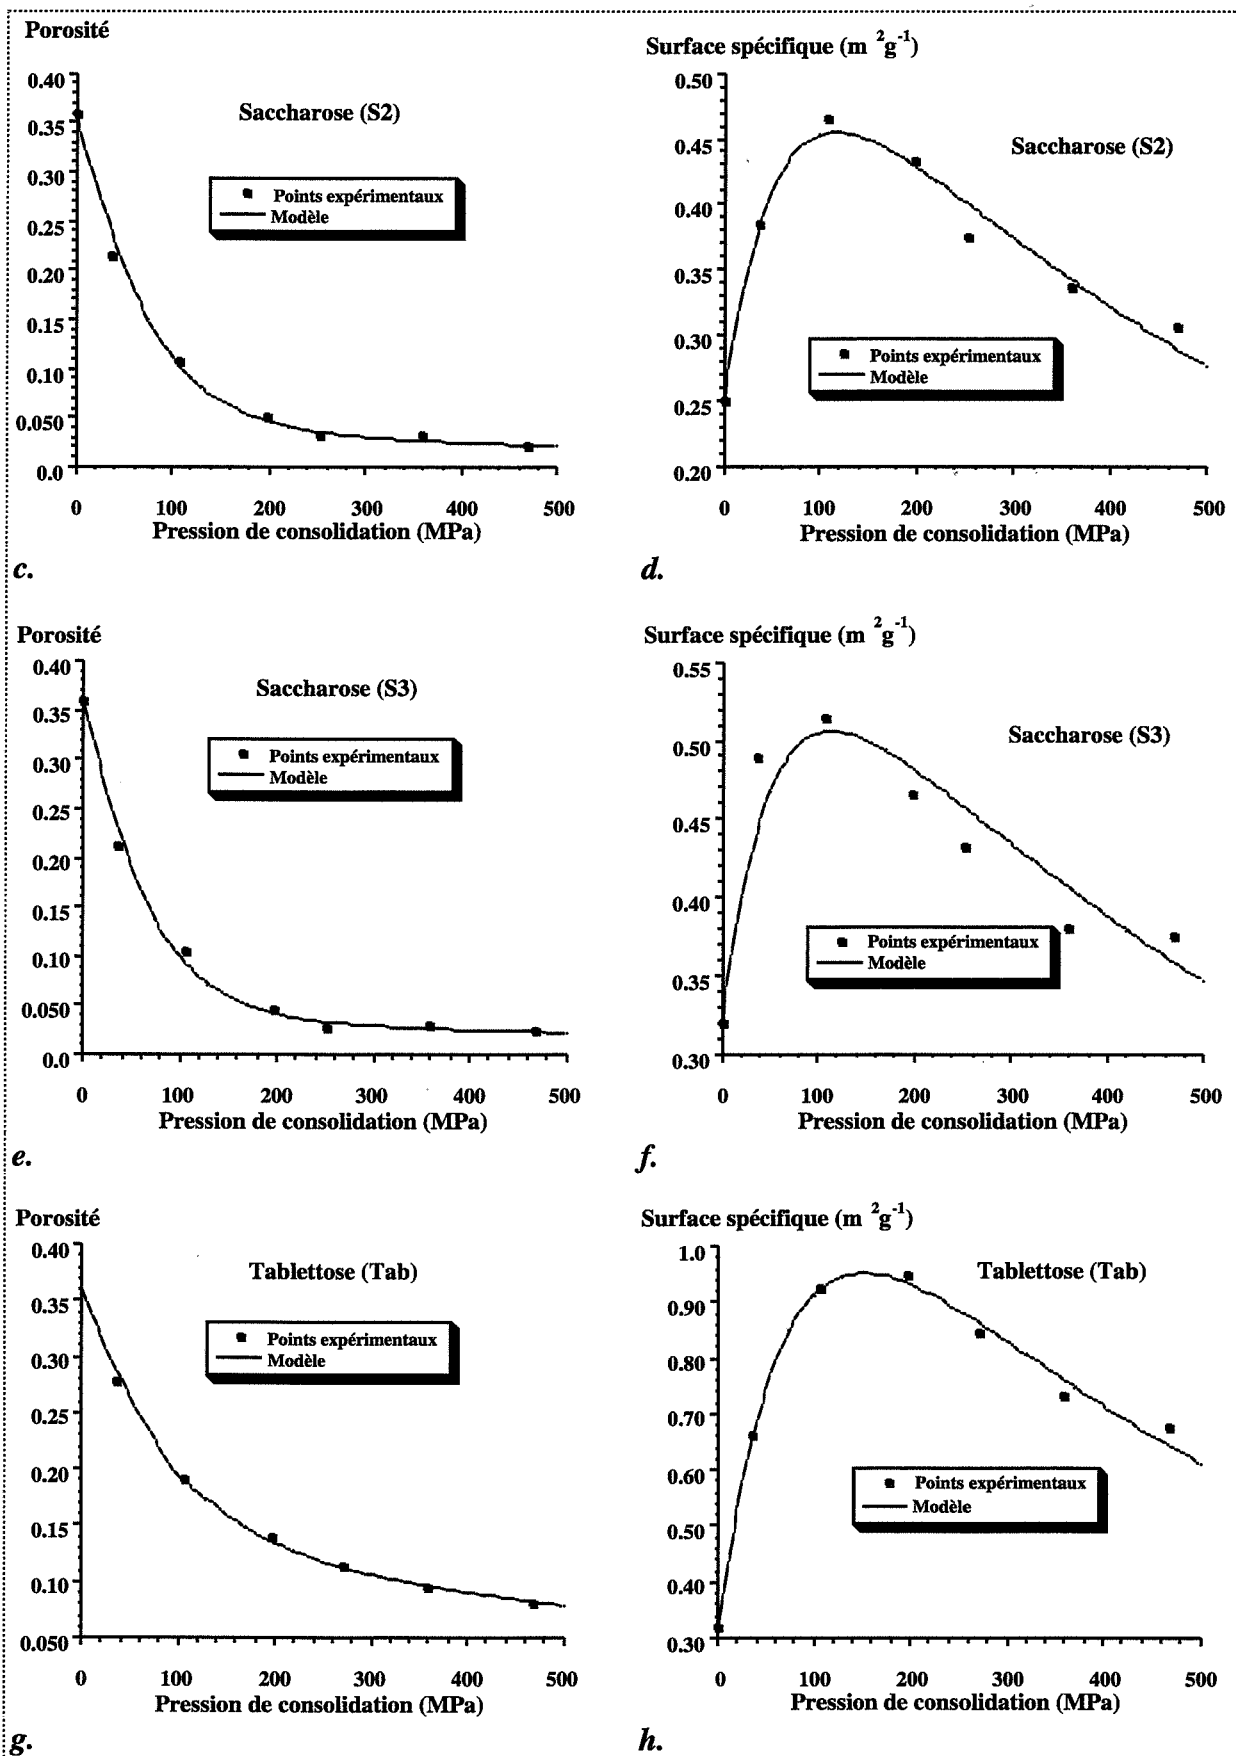 Porosité
0.40
0.35
0.30
0.25
0.20
0.15
0.10
0.050
0.0
Saccharose (S2)
Points expérimentaux
Modèle
0 100 200 300 400 500
Pression de consolidation (MPa)
c.
Surface spécifique (m 2g-1)
0.50
0.45
0.40
0.35
0.30
0.25
0.20
Saccharose (S2)
Points expérimentaux
Modèle
0 100 200 300 400 500
Pression de consolidation (MPa)
d.
Porosité
0.40
0.35
0.30
0.25
0.20
0.15
0.10
0.050
0.0
Saccharose (S3)
Points expérimentaux
Modèle
0 100 200 300 400 500
Pression de consolidation (MPa)
e.
Surface spécifique (m 2g-1)
0.55
0.50
0.45
0.40
0.35
0.30
Saccharose (S3)
Points expérimentaux
Modèle
0 100 200 300 400 500
Pression de consolidation (MPa)
f.
Porosité
0.40
0.35
0.30
0.25
0.20
0.15
0.10
0.050
Tablettose (Tab)
Points expérimentaux
Modèle
0 100 200 300 400 500
Pression de consolidation (MPa)
g.
Surface spécifique (m 2g-1)
1.0
0.90
0.80
0.70
0.60
0.50
0.40
0.30
Tablettose (Tab)
Points expérimentaux
Modèle
0 100 200 300 400 500
Pression de consolidation (MPa)
h.